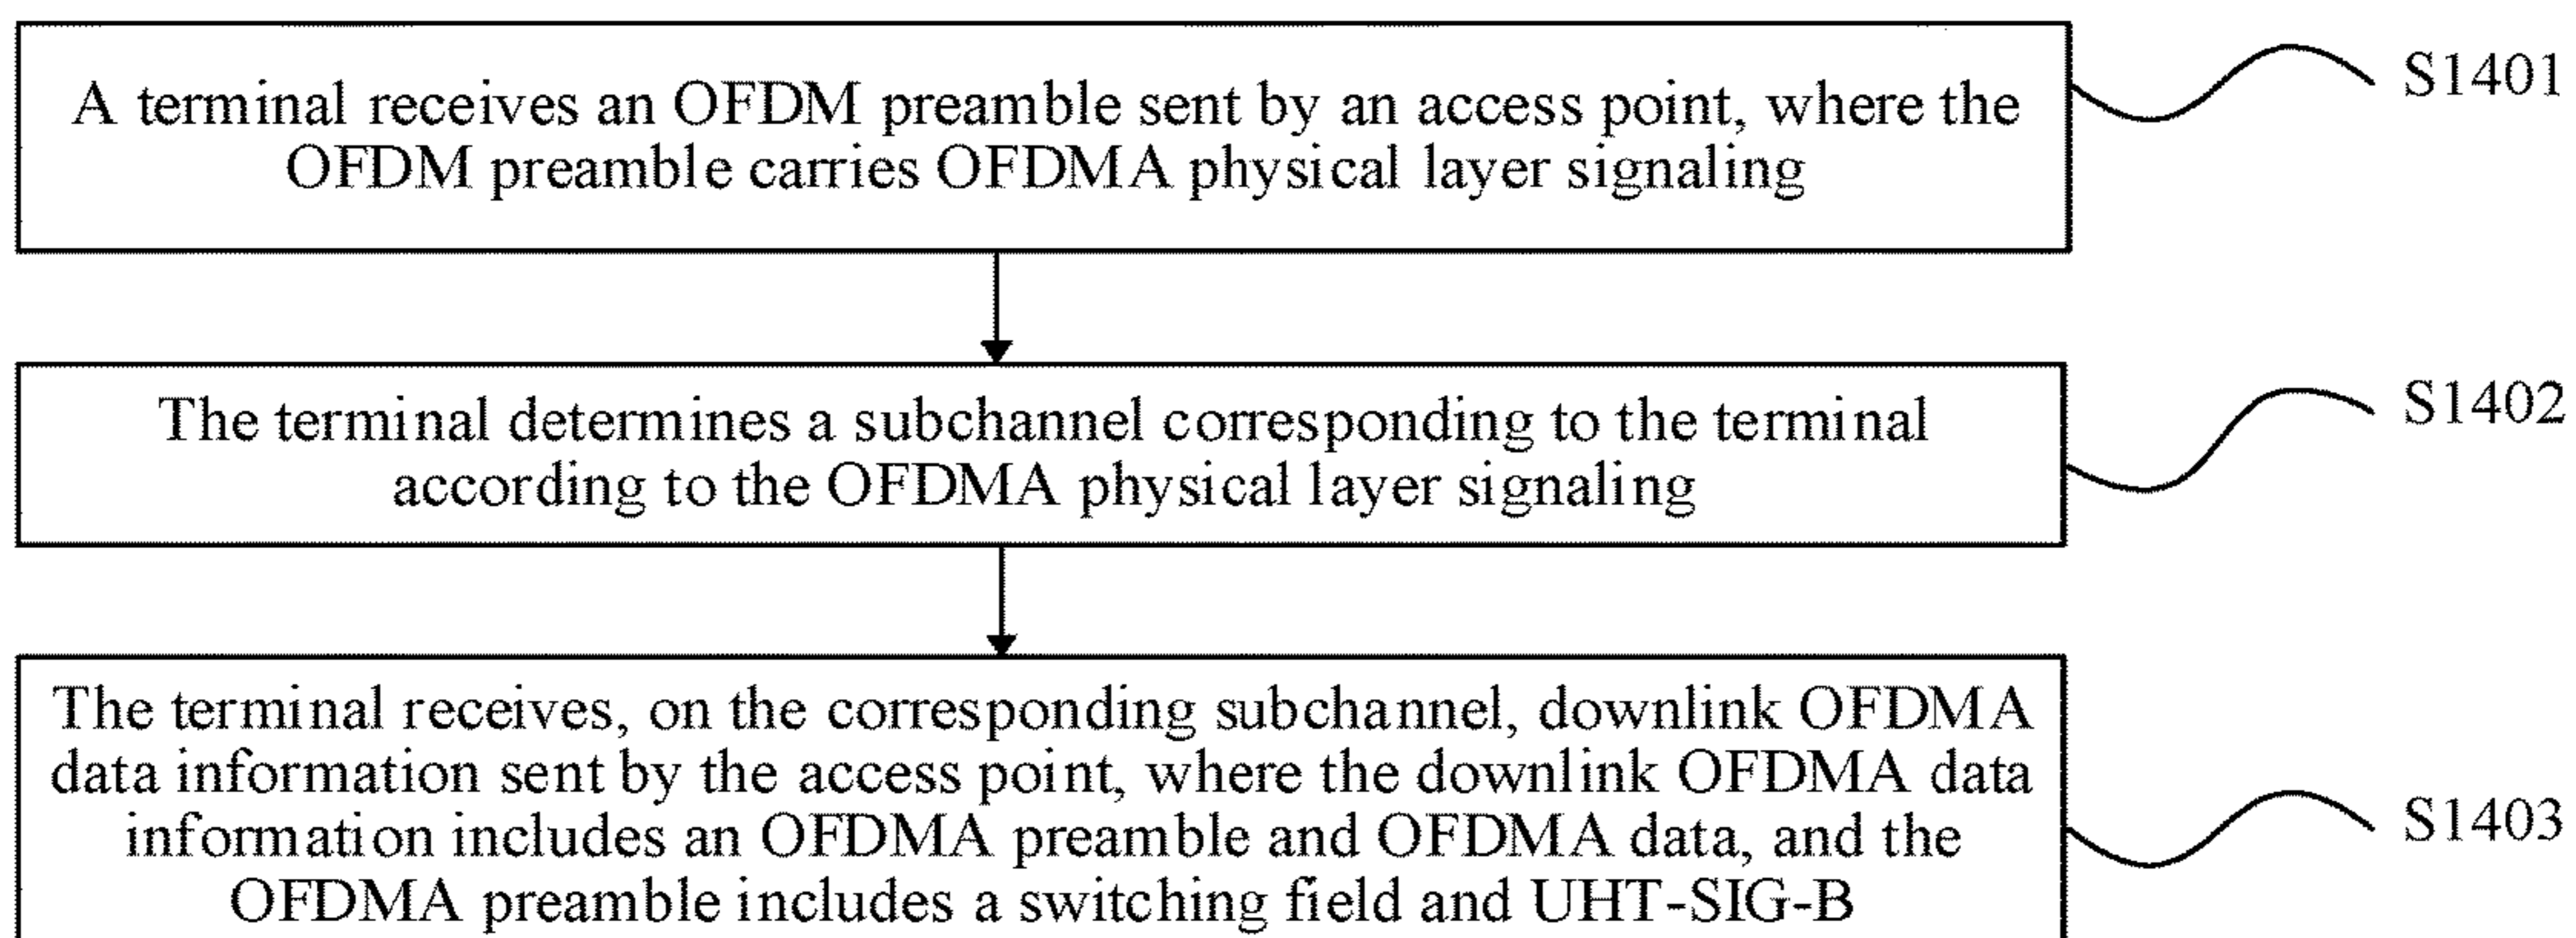 A terminal receives an OFDM preamble sent by an access point, where the
OFDM preamble carries OFDMA physical layer signaling
S1401
The terminal determines a subchannel corresponding to the terminal
according to the OFDMA physical layer signaling
S1402
The terminal receives, on the corresponding subchannel, downlink OFDMA
data information sent by the access point, where the downlink OFDMA data
information includes an OFDMA preamble and OFDMA data, and the
OFDMA preamble includes a switching field and UHT-SIG-B
S1403